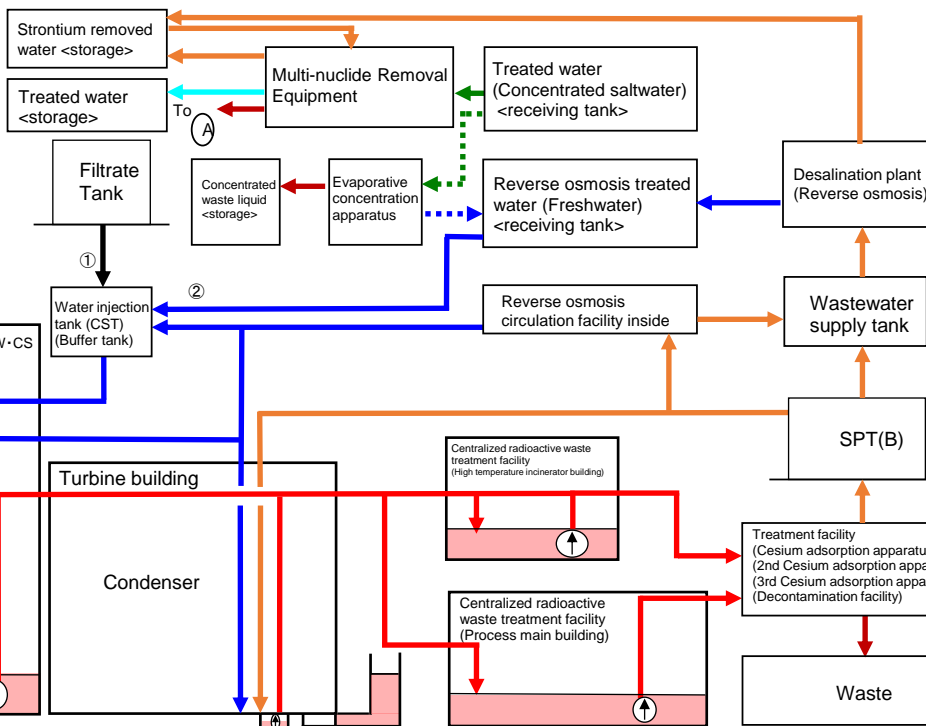 Strontium removed
water <storage>
Multi-nuclide Removal
Equipment
Treated water
(Concentrated saltwater)
<receiving tank>
Treated water
<storage>
To
A
Filtrate
Tank
Concentrated
waste liquid
<storage>
Evaporative
concentration
apparatus
Reverse osmosis treated
water (Freshwater)
<receiving tank>
Desalination plant
(Reverse osmosis)
①
②
Water injection
tank (CST)
(Buffer tank)
Reverse osmosis
circulation facility inside
Wastewater
supply tank
W･CS
SPT(B)
Turbine building
Centralized radioactive waste
treatment facility
(High temperature incinerator building)
Condenser
Treatment facility
(Cesium adsorption apparatu
(2nd Cesium adsorption appa
(3rd Cesium adsorption appa
(Decontamination facility)
Centralized radioactive
waste treatment facility
(Process main building)
Waste